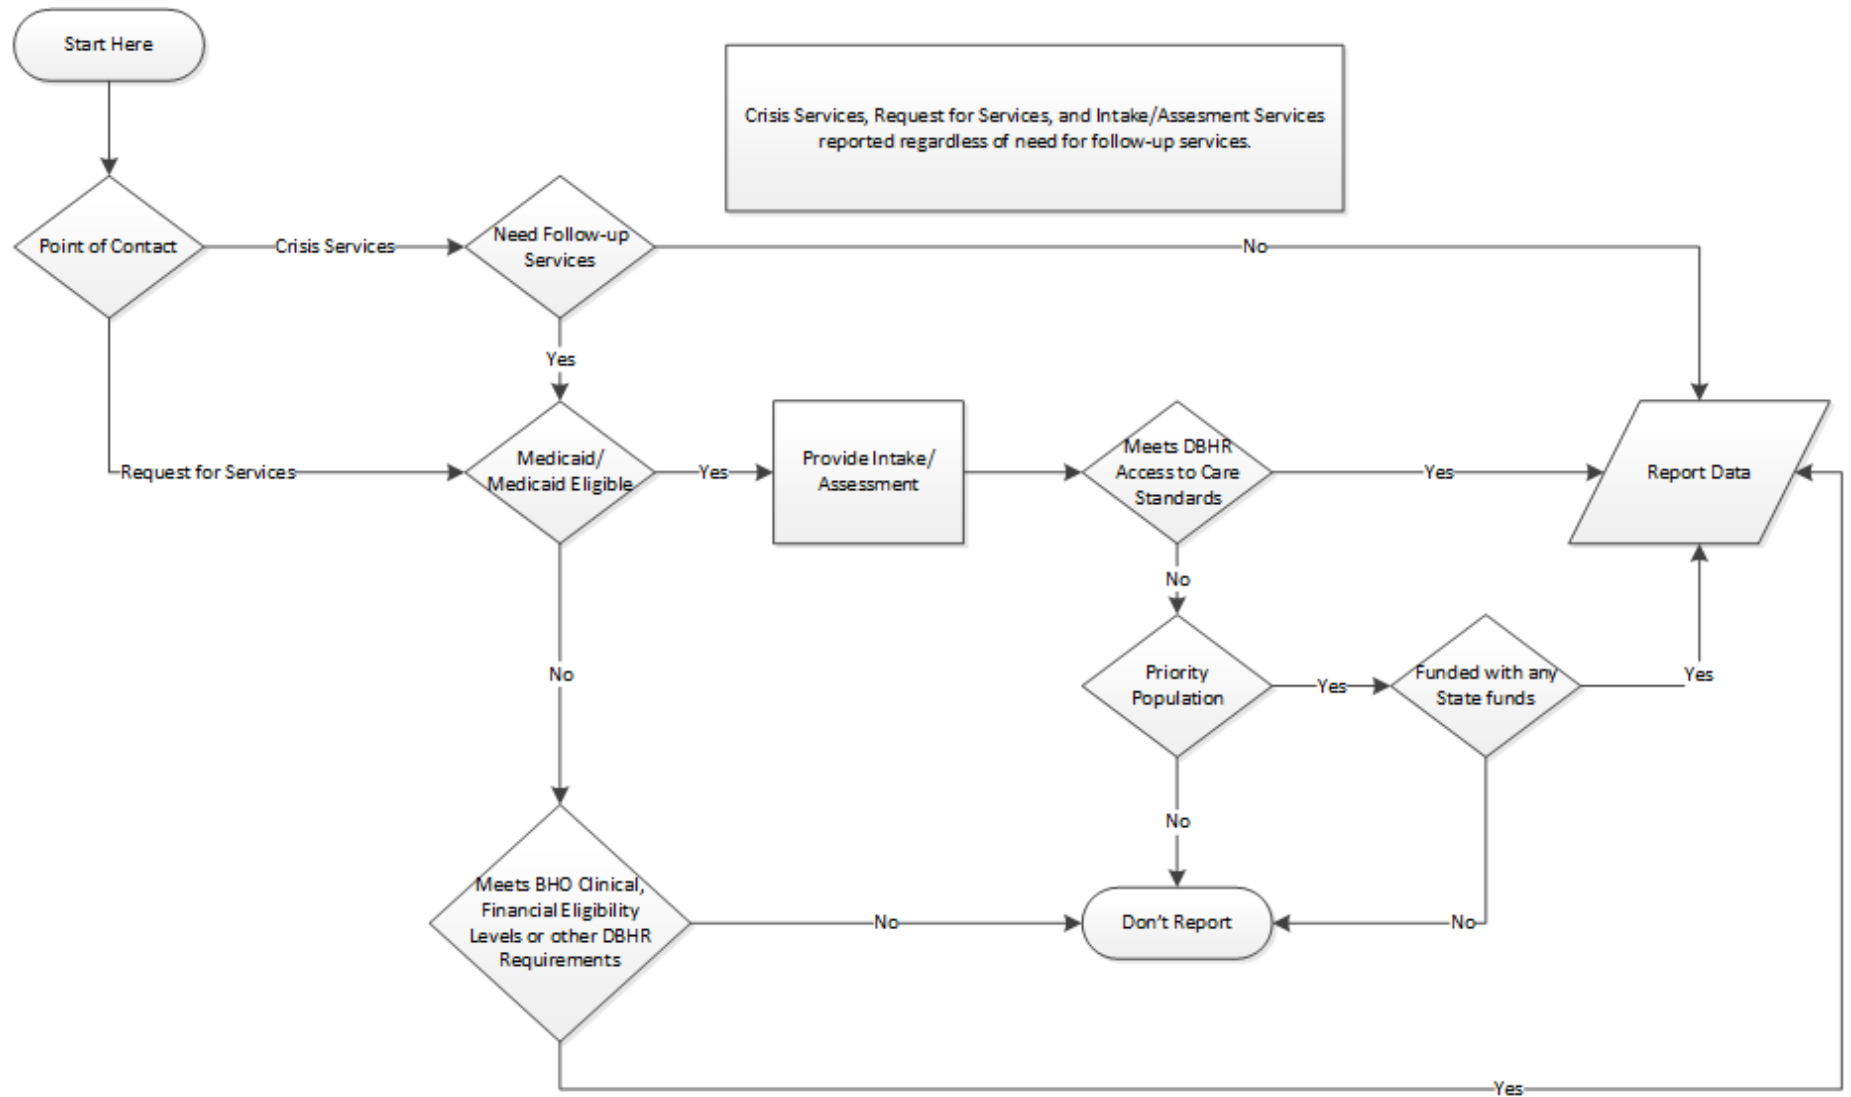 Start Here
Crisis Services, Request for Services, and Intake/Assesment Services
reported regardless of need for follow-up services.
Point of Contact
Crisis Services
Need Follow-up
Services
No
Yes
Request for Services
Medicaid/
Medicaid Eligible
Yes
Provide Intake/
Assessment
Meets DBHR
Access to Care
Standards
Yes
Report Data
No
No
Priority
Population
Yes
Funded with any
State funds
Yes
No
Meets BHO Clinical,
Financial Eligibility
Levels or other DBHR
Requirements
No
Don't Report
No
Yes